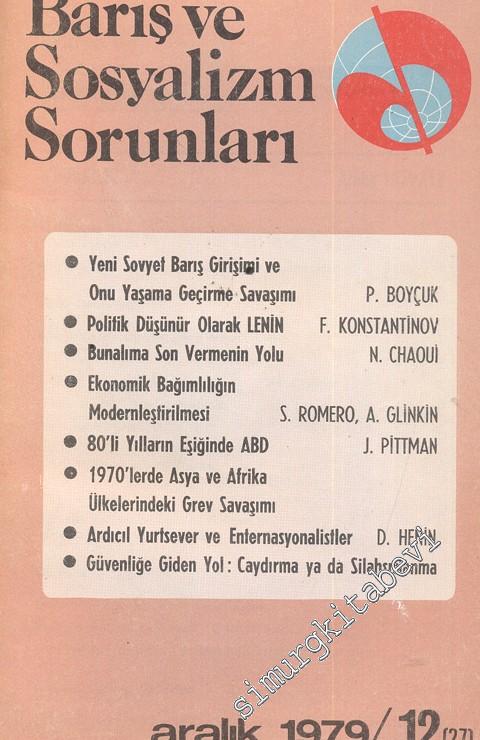 Barış ve
Sosyalizm
Sorunları
● Yeni Sovyet Barış Girişimi ve
Onu Yaşama Geçirme Savaşımı P. BOYÇUK
● Politik Düşünür Olarak LENİN F. KONSTANTİNOV
● Bunalıma Son Vermenin Yolu N. CHAOUİ
● Ekonomik Bağımlılığın
Modernleştirilmesi S. ROMERO, A. GLİNKİN
● 80'li Yılların Eşiğinde ABD J. PİTTMAN
● 1970'lerde Asya ve Afrika
Ülkelerindeki Grev Savaşımı
● Ardıcıl Yurtsever ve Enternasyonalistler D. HENİN
● Güvenliğe Giden Yol: Caydırma ya da Silahsızlanma
simurgkitabevi
aralık 1979/12 (27)